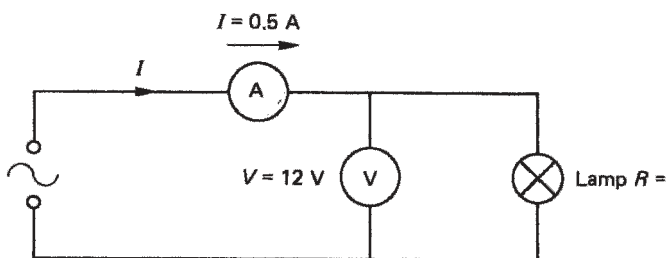 I = 0.5 A
I
A
V = 12 V
V
Lamp R =